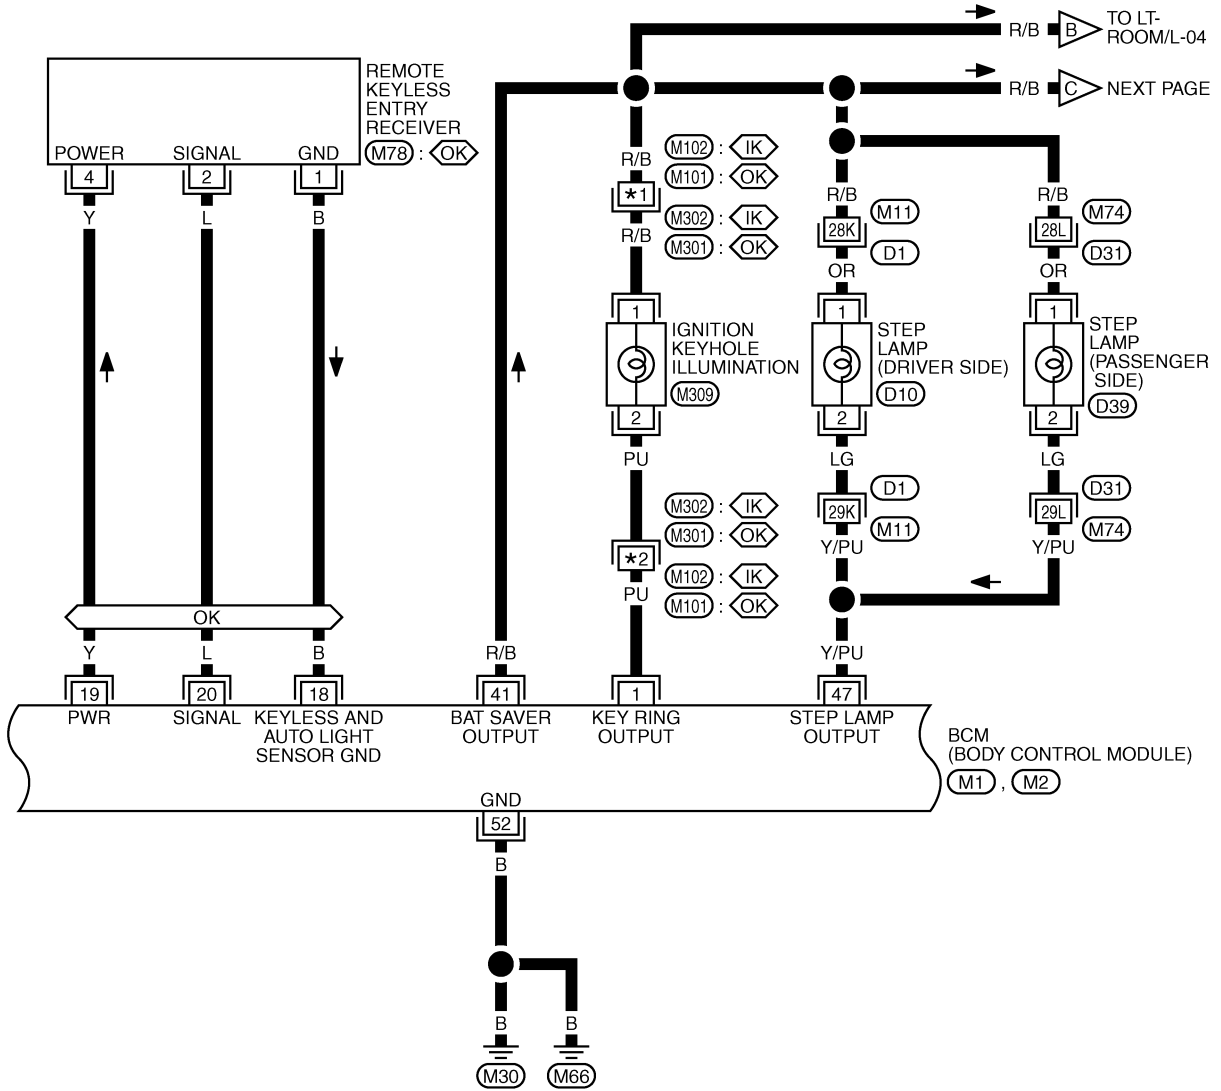 R/B B TO LT-
ROOM/L-04
R/B C NEXT PAGE
REMOTE
KEYLESS
ENTRY
RECEIVER
M78 : OK
POWER SIGNAL GND
4 2 1
Y L B
R/B
M102 : IK
M101 : OK
*1
M302 : IK
M301 : OK
R/B
R/B
28K
M11
D1
OR
R/B
28L
M74
D31
OR
1
IGNITION
KEYHOLE
ILLUMINATION
M309
2
PU
1
STEP
LAMP
(DRIVER SIDE)
D10
2
LG
1
STEP
LAMP
(PASSENGER
SIDE)
D39
2
LG
M302 : IK
M301 : OK
*2
M102 : IK
M101 : OK
PU
D1
29K
M11
Y/PU
D31
29L
M74
Y/PU
OK
Y L B R/B Y/PU
19 20 18 41 1 47
PWR
SIGNAL
KEYLESS AND
AUTO LIGHT
SENSOR GND
BAT SAVER
OUTPUT
KEY RING
OUTPUT
STEP LAMP
OUTPUT
BCM
(BODY CONTROL MODULE)
M1 , M2
GND
52
B
B B
M30 M66